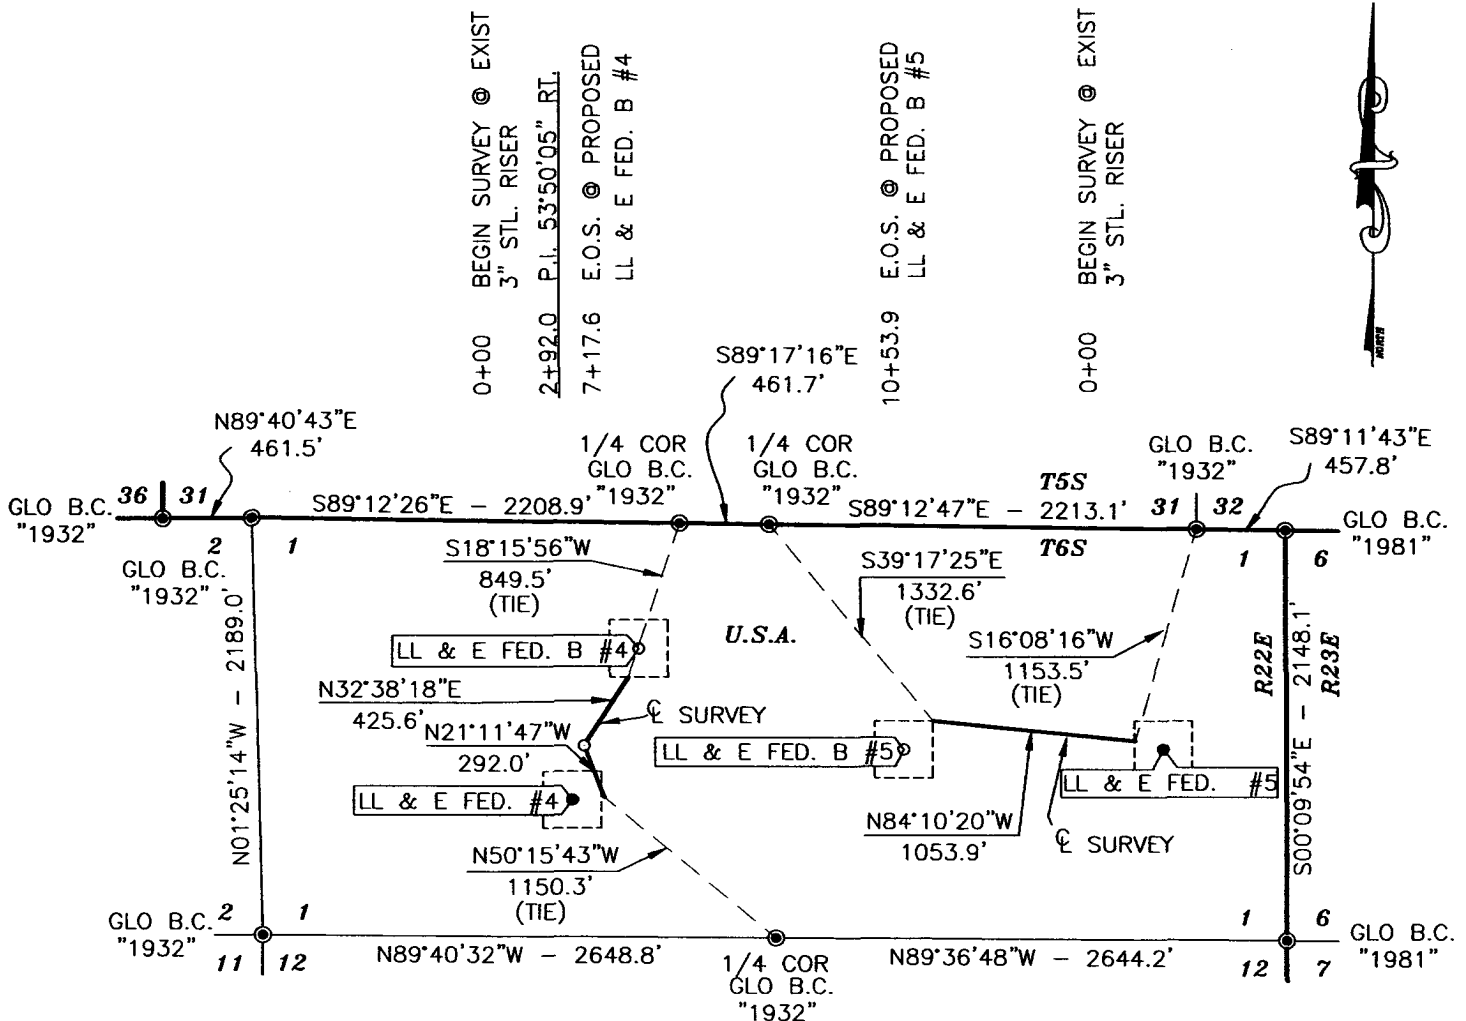 0+00 BEGIN SURVEY @ EXIST
3" STL. RISER
2+92.0 P.I. 53°50'05" RT.
7+17.6 E.O.S. @ PROPOSED
LL & E FED. B #4
10+53.9 E.O.S. @ PROPOSED
LL & E FED. B #5
0+00 BEGIN SURVEY @ EXIST
3" STL. RISER
NORTH
S89°17'16"E
461.7'
N89°40'43"E
461.5'
1/4 COR
GLO B.C.
"1932"
1/4 COR
GLO B.C.
"1932"
GLO B.C.
"1932"
S89°11'43"E
457.8'
GLO B.C.
"1932"
36 31
S89°12'26"E - 2208.9'
S89°12'47"E - 2213.1'
T5S
T6S
31 32
GLO B.C.
"1981"
2 1
GLO B.C.
"1932"
1 6
S18°15'56"W
849.5'
(TIE)
S39°17'25"E
1332.6'
(TIE)
U.S.A.
S16°08'16"W
1153.5'
(TIE)
R22E
R23E
N01°25'14"W - 2189.0'
S00°09'54"E - 2148.1'
LL & E FED. B #4
N32°38'18"E
425.6'
℄ SURVEY
N21°11'47"W
292.0'
LL & E FED. B #5
LL & E FED. #4
LL & E FED. #5
N84°10'20"W
1053.9'
℄ SURVEY
N50°15'43"W
1150.3'
(TIE)
GLO B.C.
"1932"
2 1
11 12
N89°40'32"W - 2648.8'
1/4 COR
GLO B.C.
"1932"
N89°36'48"W - 2644.2'
1 6
12 7
GLO B.C.
"1981"